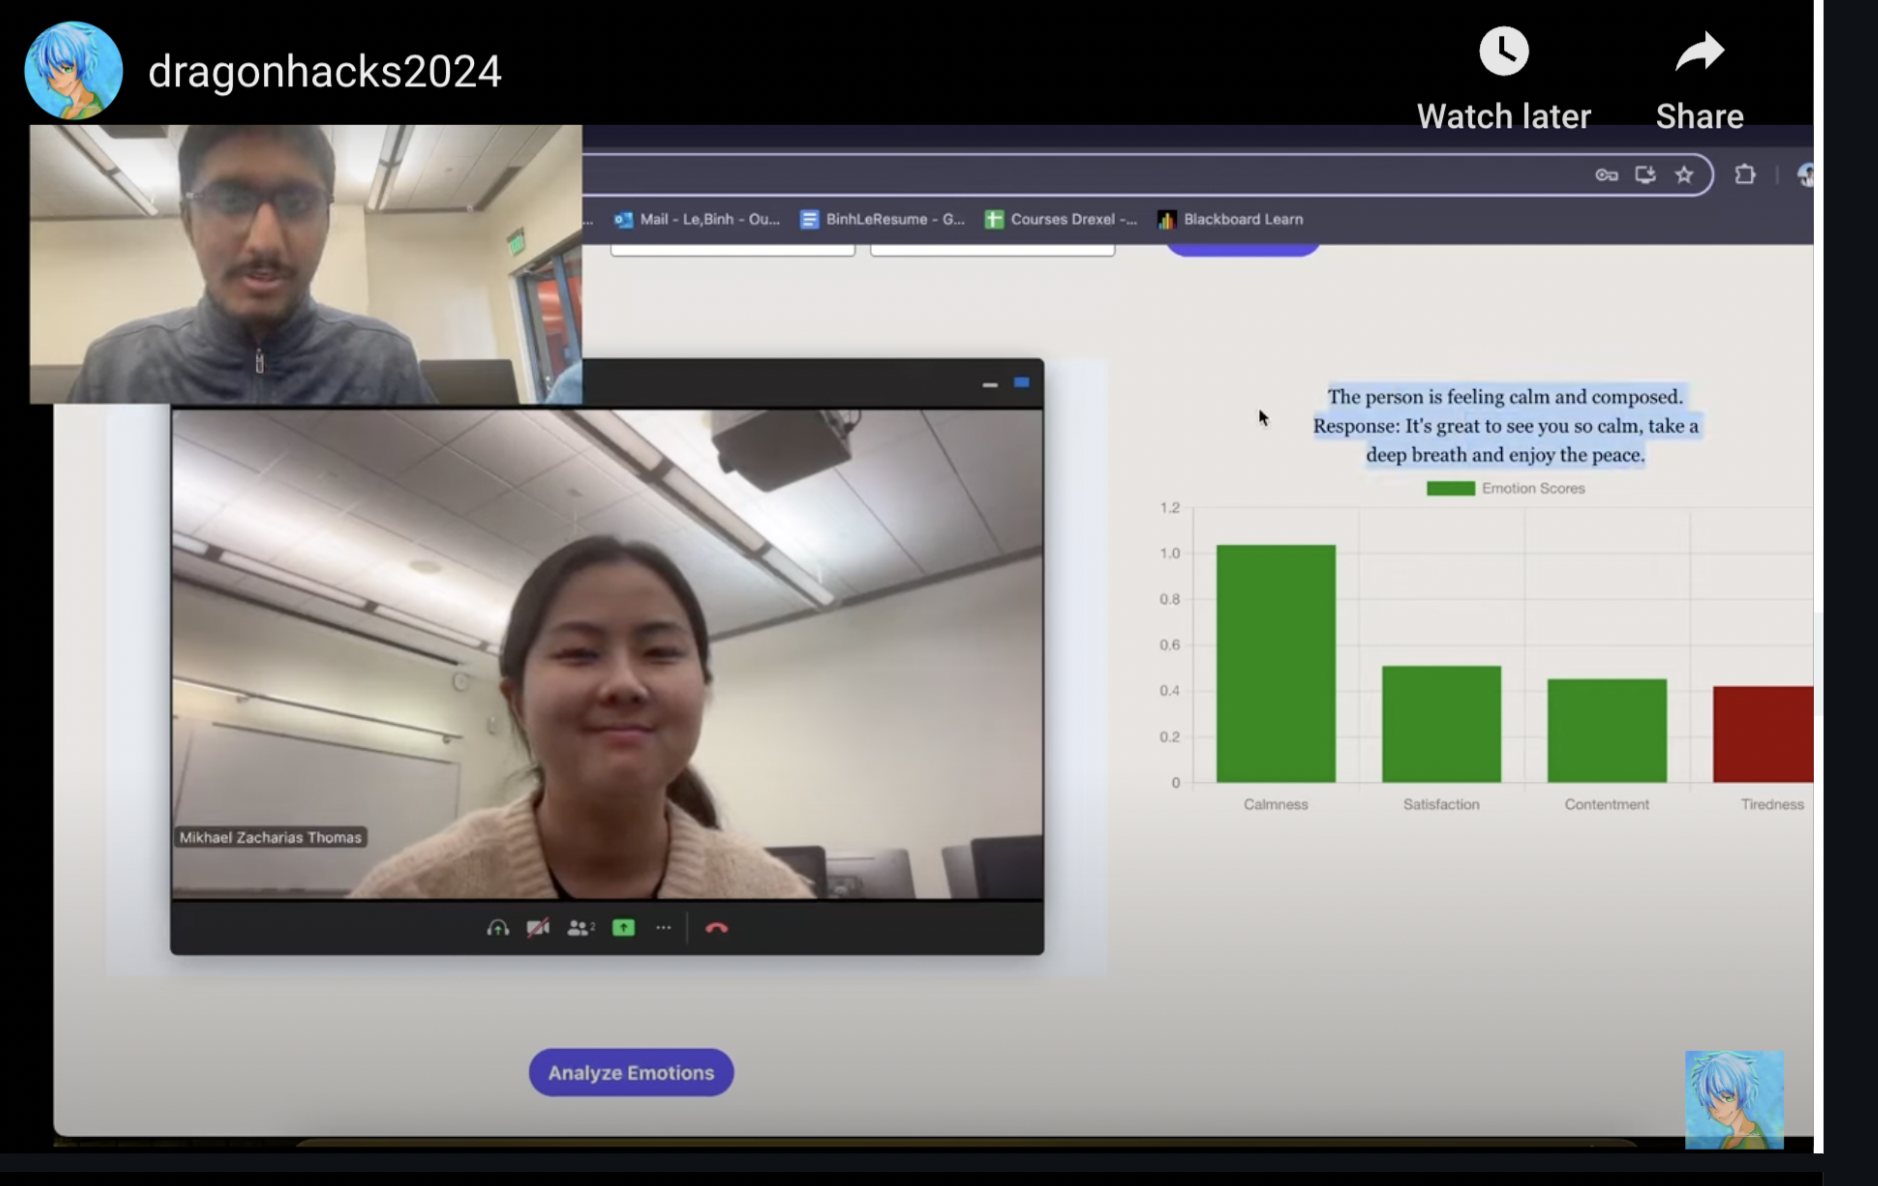 dragonhacks2024
Watch later
Share
...
Mail - Le,Binh - Ou...
BinhLeResume - G...
Courses Drexel -...
Blackboard Learn
The person is feeling calm and composed.
Response: It's great to see you so calm, take a
deep breath and enjoy the peace.
Emotion Scores
1.2
1.0
0.8
0.6
0.4
0.2
0
Calmness
Satisfaction
Contentment
Tiredness
Mikhael Zacharias Thomas
2
Analyze Emotions